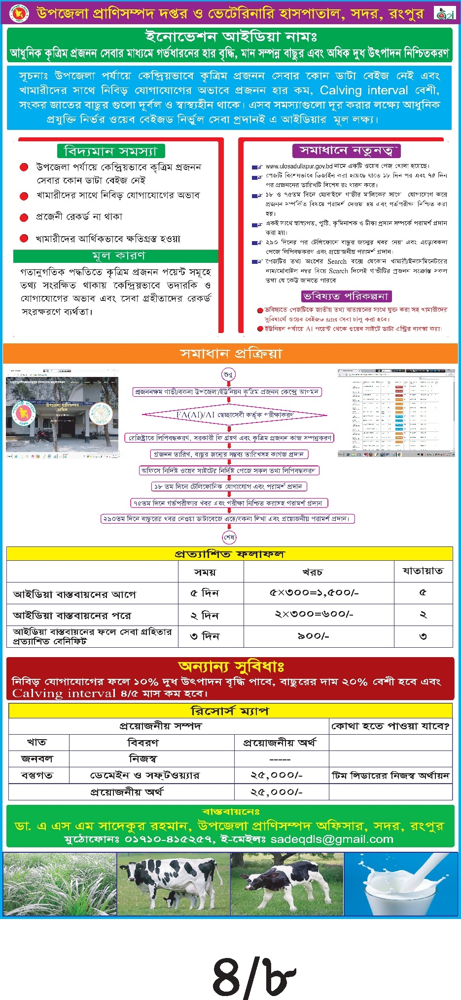 উপজেলা প্রাণিসম্পদ দপ্তর ও ভেটেরিনারি হাসপাতাল, সদর, রংপুর
ইনোভেশন আইডিয়া নামঃ
আধুনিক কৃত্রিম প্রজনন সেবার মাধ্যমে গর্ভধারনের হার বৃদ্ধি, মান সম্পন্ন বাছুর এবং অধিক দুধ উৎপাদন নিশ্চিতকরণ
সূচনাঃ উপজেলা পর্যায়ে কেন্দ্রিয়ভাবে কৃত্রিম প্রজনন সেবার কোন ডাটা বেইজ নেই এবং
খামারীদের সাথে নিবিড় যোগাযোগের অভাবে প্রজনন হার কম, Calving interval বেশী,
সংকর জাতের বাছুর গুলো দুর্বল ও স্বাস্থ্যহীন থাকে। এসব সমস্যাগুলো দূর করার লক্ষ্যে আধুনিক
প্রযুক্তি নির্ভর ওয়েব বেইজড নির্ভুল সেবা প্রদানই এ আইডিয়ার মূল লক্ষ্য।
বিদ্যমান সমস্যা
উপজেলা পর্যায়ে কেন্দ্রিয়ভাবে কৃত্রিম প্রজনন
সেবার কোন ডাটা বেইজ নেই
খামারীদের সাথে নিবিড় যোগাযোগের অভাব
প্রজেনী রেকর্ড না থাকা
খামারীদের আর্থিকভাবে ক্ষতিগ্রস্ত হওয়া
মূল কারণ
গতানুগতিক পদ্ধতিতে কৃত্রিম প্রজনন পয়েন্ট সমূহে
তথ্য সংরক্ষিত থাকায় কেন্দ্রিয়ভাবে তদারকি ও
যোগাযোগের অভাব এবং সেবা গ্রহীতাদের রেকর্ড
সংরক্ষরণে ব্যর্থতা।
সমাধানে নতুনত্ব
www.ulosadullapur.gov.bd নামে একটি ওয়েব পেজ খোলা হয়েছে।
পেজটি বিশেষভাবে ডিজাইন করা হয়েছে যাতে ১৮ দিন পর এবং ৭৫ দিন
পর প্রজননের তারিখটি বিশেষ রং ধারন করে।
১৮ ও ৭৫তম দিনে মোবাইলে গাভীর মালিকের সাথে যোগাযোগ করে
প্রজনন সম্পর্কিত বিষয়ে পরামর্শ দেওয়া হয় এবং গর্ভপরীক্ষা নিশ্চিত করা
হয়।
একই সাথে স্বাস্থ্যগত, পুষ্টি. কৃমিনাশক ও টীকা প্রদান সম্পর্কে পরামর্শ প্রদান
করা হয়।
২৯০ দিনের পর টেলিফোনে বাছুর জন্মের খবর নেয়া এবং এড়ে/বকনা
পেজে লিপিবদ্ধকরণ এবং প্রয়োজনীয় পরামর্শ প্রদান।
পেজটির তথ্য অংশের Search বক্সে যেকোন খামারী/ইনসেমিনেটরের
নাম/মোবাইল নম্বর দিয়ে Search দিলেই গাভীটির প্রজনন সংক্রান্ত সকল
তথ্য যে কেউ জানতে পারবে
ভবিষ্যত পরিকল্পনা
ভবিষ্যতে পেজটিকে জাতীয় তথ্য বাতায়নের সাথে যুক্ত করা সহ খামারীদের
সুবিধার্থে ওয়েব বেইজড sms সেবা চালু করা হবে।
ইউনিয়ন পর্যায়ে AI পয়েন্ট থেকে ওয়েব সাইটে ডাটা এন্ট্রির ব্যবস্থা করা।
সমাধান প্রক্রিয়া
শুরু
প্রজননক্ষম গাভী/বকনা উপজেলা/ইউনিয়ন কৃত্রিম প্রজনন কেন্দ্রে আগমন
FA(AI)/AI স্বেচ্ছাসেবী কর্তৃক পরীক্ষাকরণ
রেজিষ্ট্রারে লিপিবদ্ধকরণ, সরকারী ফি গ্রহণ এবং কৃত্রিম প্রজনন কাজ সম্পন্নকরণ
প্রজনন তারিখ, বাছুর জন্মের সম্ভব্য তারিখসহ কাগজ প্রদান
অফিসে নির্দিষ্ট ওয়েব সাইটের নির্দিষ্ট পেজে সকল তথ্য লিপিবদ্ধকরণ
১৮ তম দিনে টেলিফোনিক যোগাযোগ এবং পরামর্শ প্রদান
৭৫তম দিনে গর্ভপরীক্ষার খবর এবং পরীক্ষা নিশ্চিত করাসহ পরামর্শ প্রদান
২৯০তম দিনে বাছুরের খবর নেওয়া ডাটাবেজে এড়ে/বকনা লিখা এবং প্রয়োজনীয় পরামর্শ প্রদান।
শেষ
উপজেলা প্রাণিসম্পদ
অফিস
প্রত্যাশিত ফলাফল
সময় খরচ যাতায়াত
আইডিয়া বাস্তবায়নের আগে ৫ দিন ৫×৩০০=১,৫০০/- ৫
আইডিয়া বাস্তবায়নের পরে ২ দিন ২×৩০০=৬০০/- ২
আইডিয়া বাস্তবায়নের ফলে সেবা গ্রহিতার
প্রত্যাশিত বেনিফিট ৩ দিন ৯০০/- ৩
অন্যান্য সুবিধাঃ
নিবিড় যোগাযোগের ফলে ১০% দুধ উৎপাদন বৃদ্ধি পাবে, বাছুরের দাম ২০% বেশী হবে এবং
Calving interval ৪/৫ মাস কম হবে।
রিসোর্স ম্যাপ
প্রয়োজনীয় সম্পদ কোথা হতে পাওয়া যাবে?
খাত বিবরণ প্রয়োজনীয় অর্থ
জনবল নিজস্ব -----
বস্তুগত ডেমেইন ও সফ্টওয়্যার ২৫,০০০/- টিম লিডারের নিজস্ব অর্থায়ন
প্রয়োজনীয় অর্থ ২৫,০০০/-
বাস্তবায়নেঃ
ডা. এ এস এম সাদেকুর রহমান, উপজেলা প্রাণিসম্পদ অফিসার, সদর, রংপুর
মুঠোফোনঃ ০১৭১০-৪১৫২৫৭, ই-মেইলঃ sadeqdls@gmail.com
৪/৮